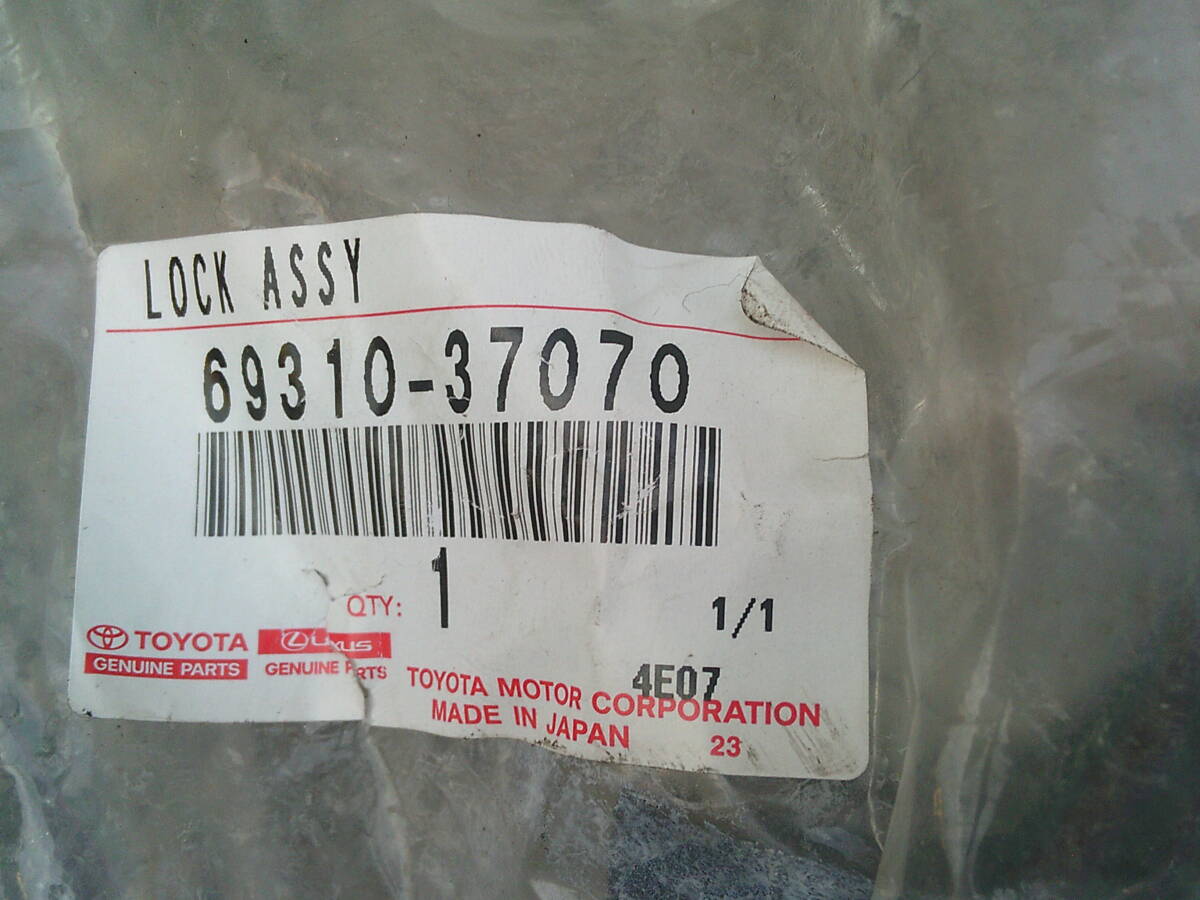 LOCK ASSY
69310-37070
QTY: 1
1/1
TOYOTA
GENUINE PARTS
LEXUS
GENUINE PARTS
4E07
TOYOTA MOTOR CORPORATION
MADE IN JAPAN 23